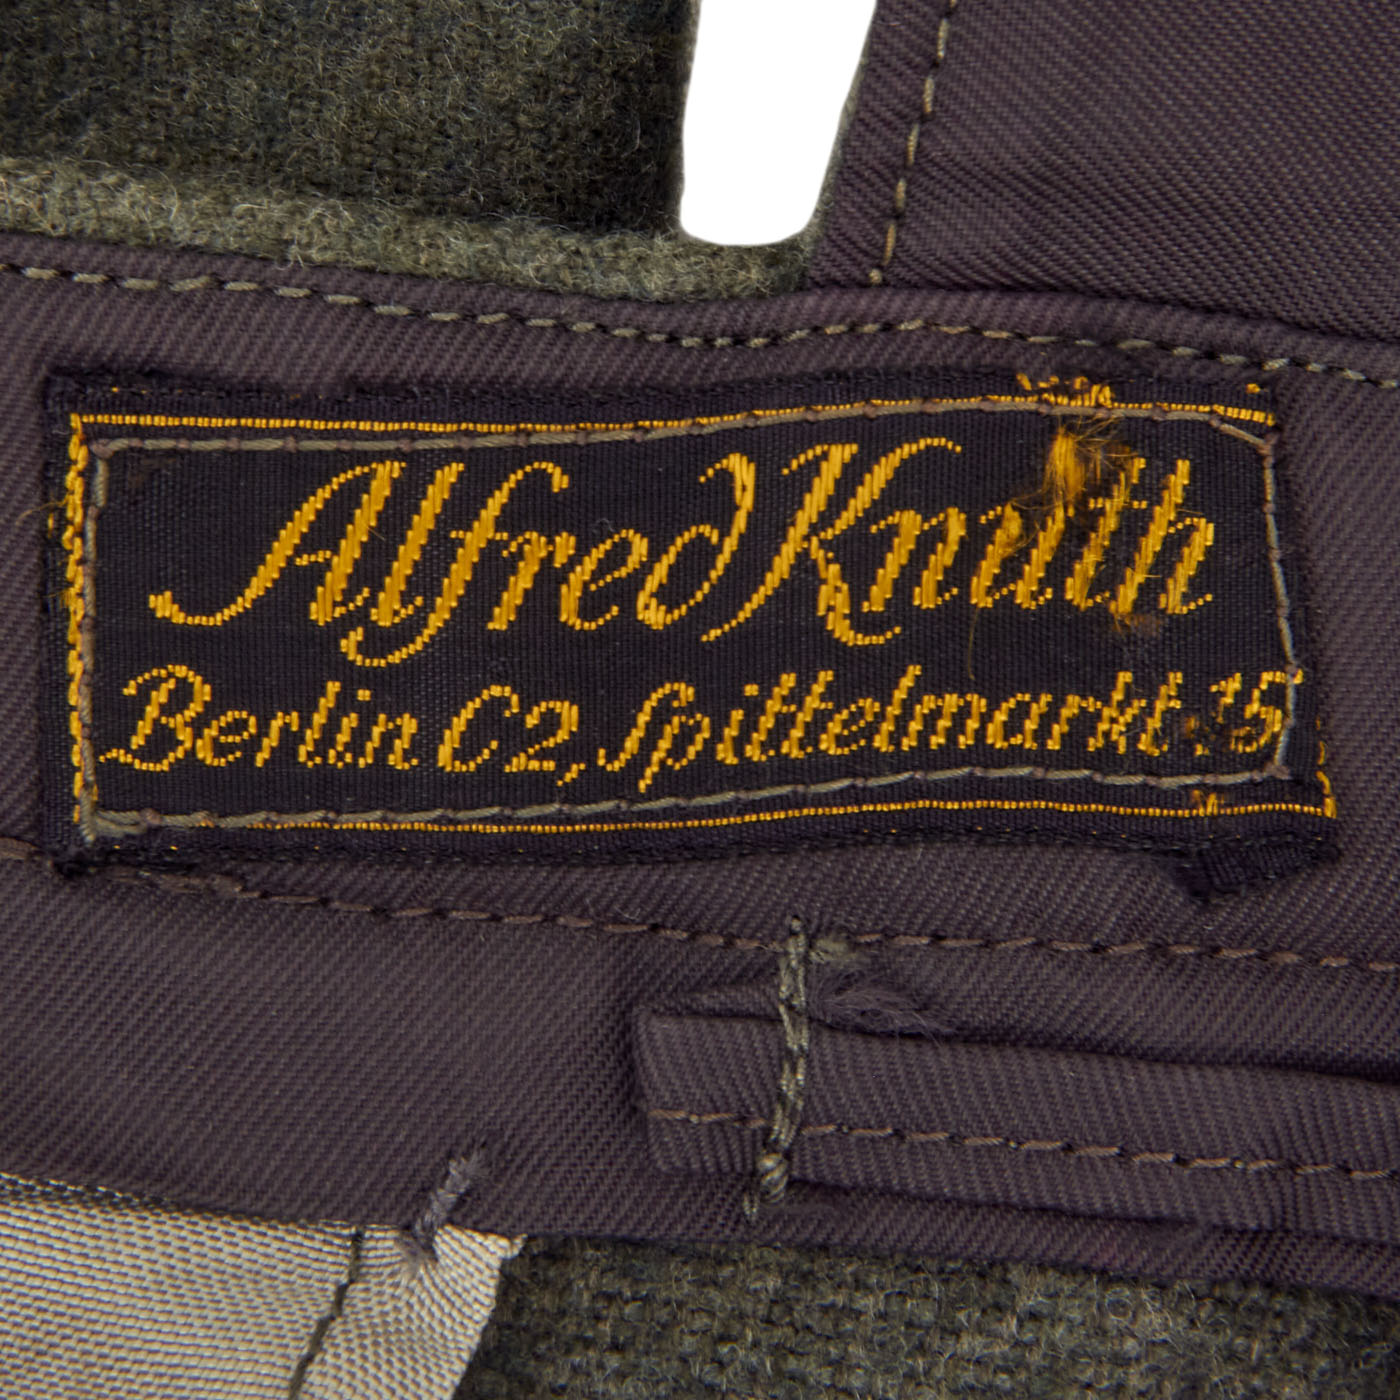 Alfred Knuth
Berlin C2, Spittelmarkt 15